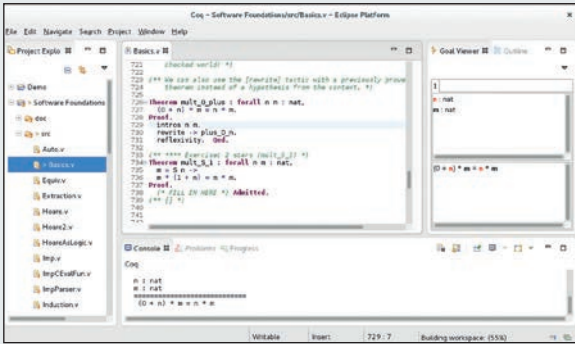 Coq - Software Foundations/src/Basics.v - Eclipse Platform
File Edit Navigate Search Project Window Help
Project Explo
Demo
> Software Foundations
doc
> src
Auto.v
> Basics.v
Equiv.v
Extraction.v
Hoare.v
Hoare2.v
HoareAsLogic.v
Imp.v
ImpCEvalFun.v
ImpParser.v
Induction.v
Basics.v
721 checked world! *)
722
723 (** We can also use the [rewrite] tactic with a previously prove
724 theorem instead of a hypothesis from the context. *)
725
726 Theorem mult_0_plus : forall n m : nat,
727 (0 + n) * m = n * m.
728 Proof.
729 intros n m.
730 rewrite -> plus_O_n.
731 reflexivity. Qed.
732
733 (** **** Exercise: 2 stars (mult_S_1) *)
734 Theorem mult_S_1 : forall n m : nat,
735 m = S n ->
736 m * (1 + n) = m * m.
737 Proof.
738 (* FILL IN HERE *) Admitted.
739 (** [] *)
740
741
Goal Viewer Outline
1
n : nat
m : nat
(0 + n) * m = n * m
Console Problems Progress
Coq
n : nat
m : nat
============================
(0 + n) * m = n * m
Writable Insert 729 : 7 Building workspace: (55%)